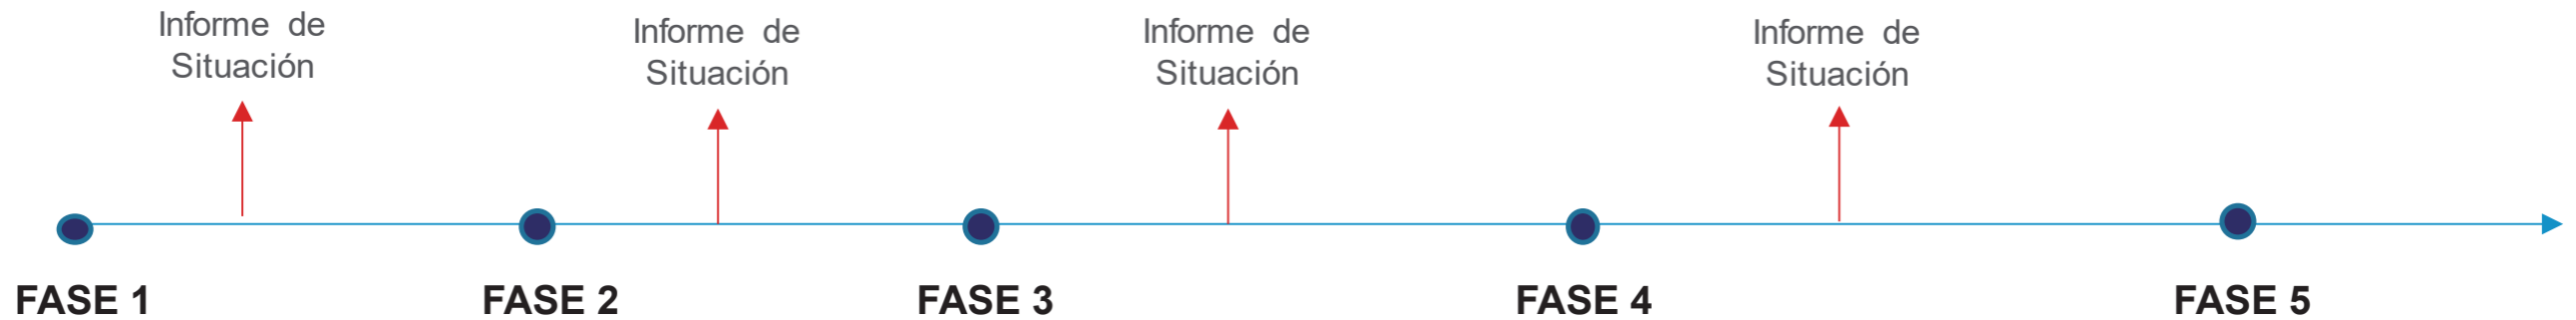 Informe de
Situación
Informe de
Situación
Informe de
Situación
Informe de
Situación
FASE 1
FASE 2
FASE 3
FASE 4
FASE 5